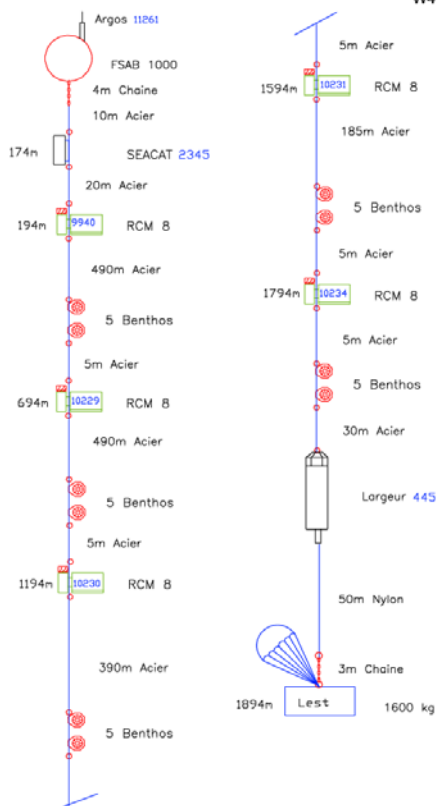 W4
Argos 11261
FSAB 1000
4m Chaine
10m Acier
174m
SEACAT 2345
20m Acier
194m
9940
RCM 8
490m Acier
5 Benthos
5m Acier
694m
10229
RCM 8
490m Acier
5 Benthos
5m Acier
1194m
10230
RCM 8
390m Acier
5 Benthos
5m Acier
1594m
10231
RCM 8
185m Acier
5 Benthos
5m Acier
1794m
10234
RCM 8
5m Acier
5 Benthos
30m Acier
Largeur 445
50m Nylon
3m Chaine
1894m
Lest
1600 kg